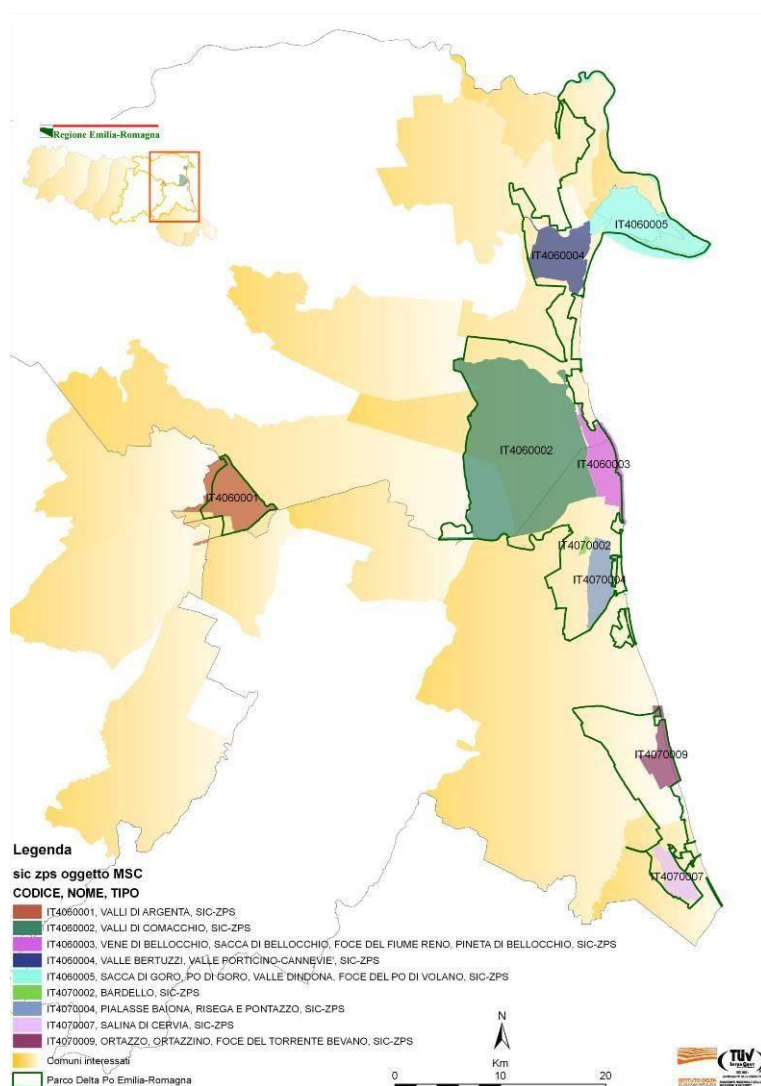 Regione Emilia-Romagna
IT4060005
IT4060004
IT4060002
IT4060003
IT4060001
IT4070002
IT4070004
IT4070009
IT4070007
Legenda
sic zps oggetto MSC
CODICE, NOME, TIPO
IT4060001, VALLI DI ARGENTA, SIC-ZPS
IT4060002, VALLI DI COMACCHIO, SIC-ZPS
IT4060003, VENE DI BELLOCCHIO, SACCA DI BELLOCCHIO, FOCE DEL FIUME RENO, PINETA DI BELLOCCHIO, SIC-ZPS
IT4060004, VALLE BERTUZZI, VALLE PORTICINO-CANNEVIE', SIC-ZPS
IT4060005, SACCA DI GORO, PO DI GORO, VALLE DINDONA, FOCE DEL PO DI VOLANO, SIC-ZPS
IT4070002, BARDELLO, SIC-ZPS
IT4070004, PIALASSE BAIONA, RISEGA E PONTAZZO, SIC-ZPS
IT4070007, SALINA DI CERVIA, SIC-ZPS
IT4070009, ORTAZZO, ORTAZZINO, FOCE DEL TORRENTE BEVANO, SIC-ZPS
Comuni interessati
Parco Delta Po Emilia-Romagna
N
Km
0 10 20
ISTITUTO DELTA
TÜV